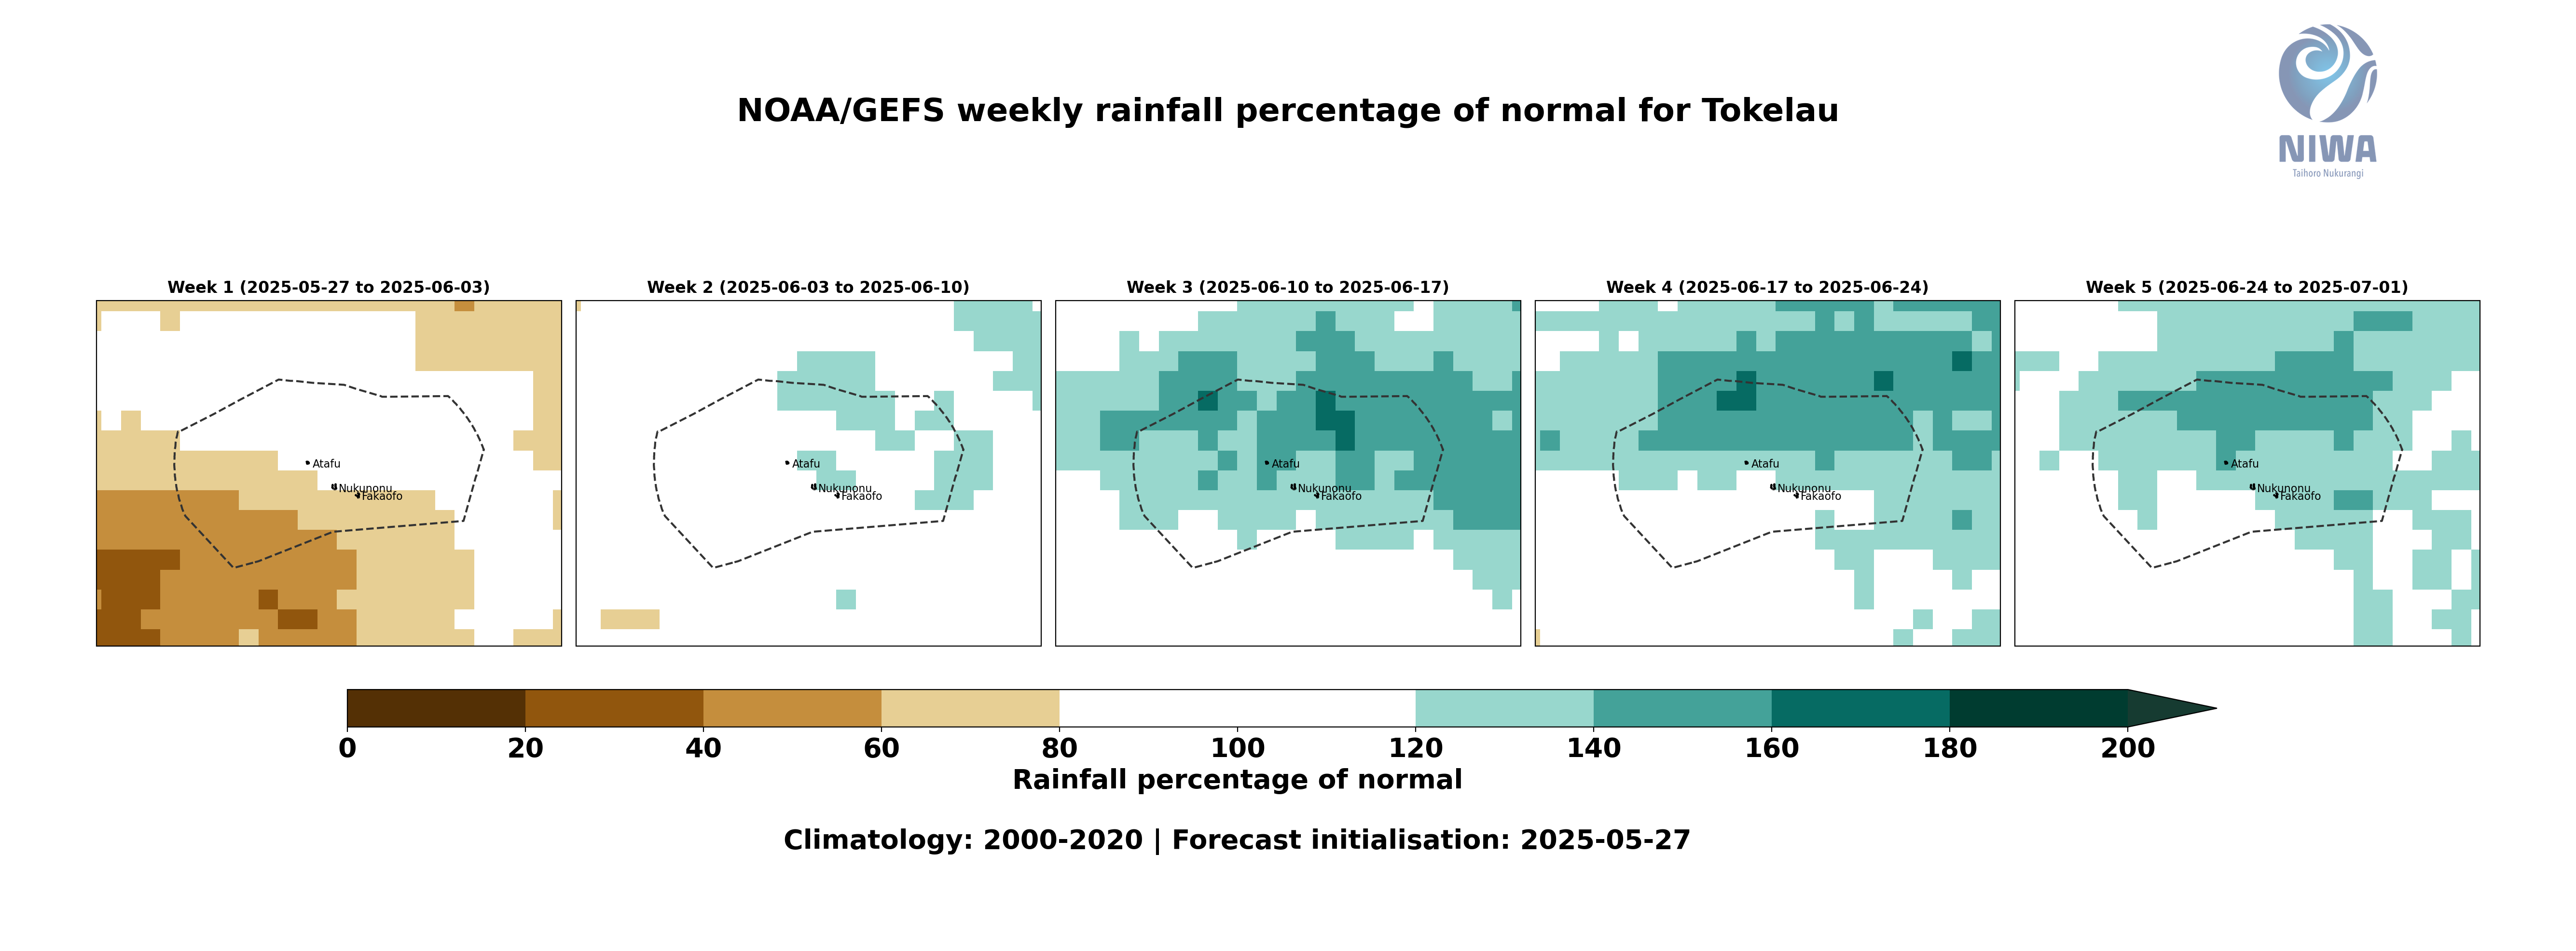 NOAA/GEFS weekly rainfall percentage of normal for Tokelau
NIWA
Taihoro Nukurangi
Week 1 (2025-05-27 to 2025-06-03)
Week 2 (2025-06-03 to 2025-06-10)
Week 3 (2025-06-10 to 2025-06-17)
Week 4 (2025-06-17 to 2025-06-24)
Week 5 (2025-06-24 to 2025-07-01)
Atafu
Nukunonu
Fakaofo
Atafu
Nukunonu
Fakaofo
Atafu
Nukunonu
Fakaofo
Atafu
Nukunonu
Fakaofo
Atafu
Nukunonu
Fakaofo
0 20 40 60 80 100 120 140 160 180 200
Rainfall percentage of normal
Climatology: 2000-2020 | Forecast initialisation: 2025-05-27